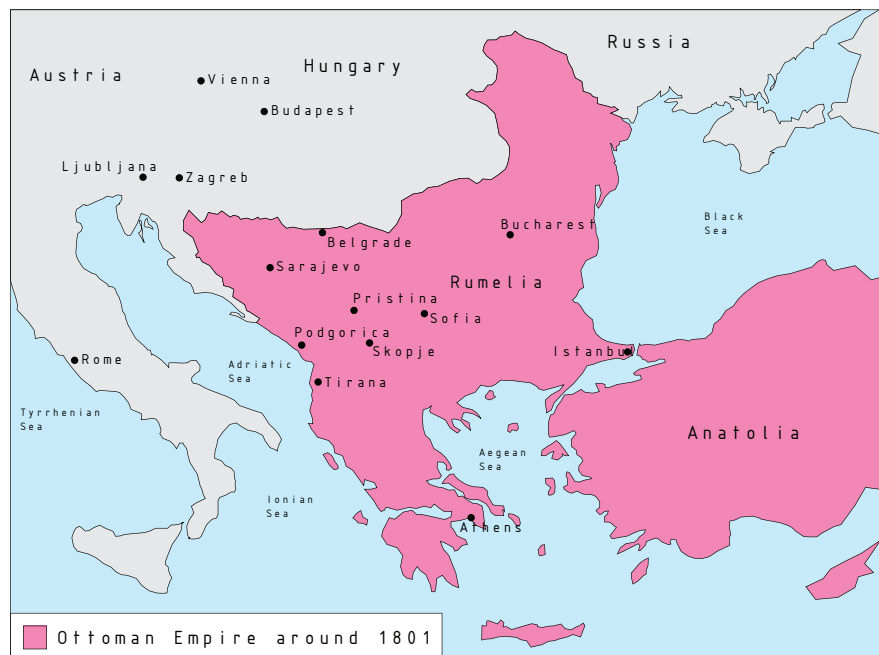 Russia
Hungary
Austria
Vienna
Budapest
Ljubljana
Zagreb
Black
Sea
Bucharest
Belgrade
Sarajevo
Rumelia
Pristina
Sofia
Podgorica
Skopje
Istanbul
Rome
Adriatic
Sea
Tirana
Tyrrhenian
Sea
Anatolia
Aegean
Sea
Ionian
Sea
Athens
Ottoman Empire around 1801